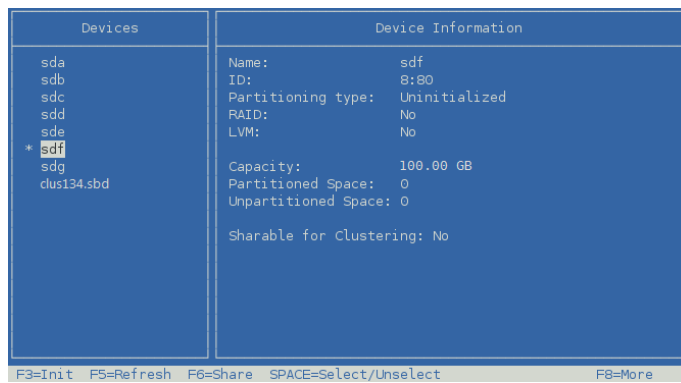 Devices
sda
sdb
sdc
sdd
sde
* sdf
sdg
clus134.sbd
Device Information
Name: sdf
ID: 8:80
Partitioning type: Uninitialized
RAID: No
LVM: No
Capacity: 100.00 GB
Partitioned Space: 0
Unpartitioned Space: 0
Sharable for Clustering: No
F3=Init F5=Refresh F6=Share SPACE=Select/Unselect F8=More